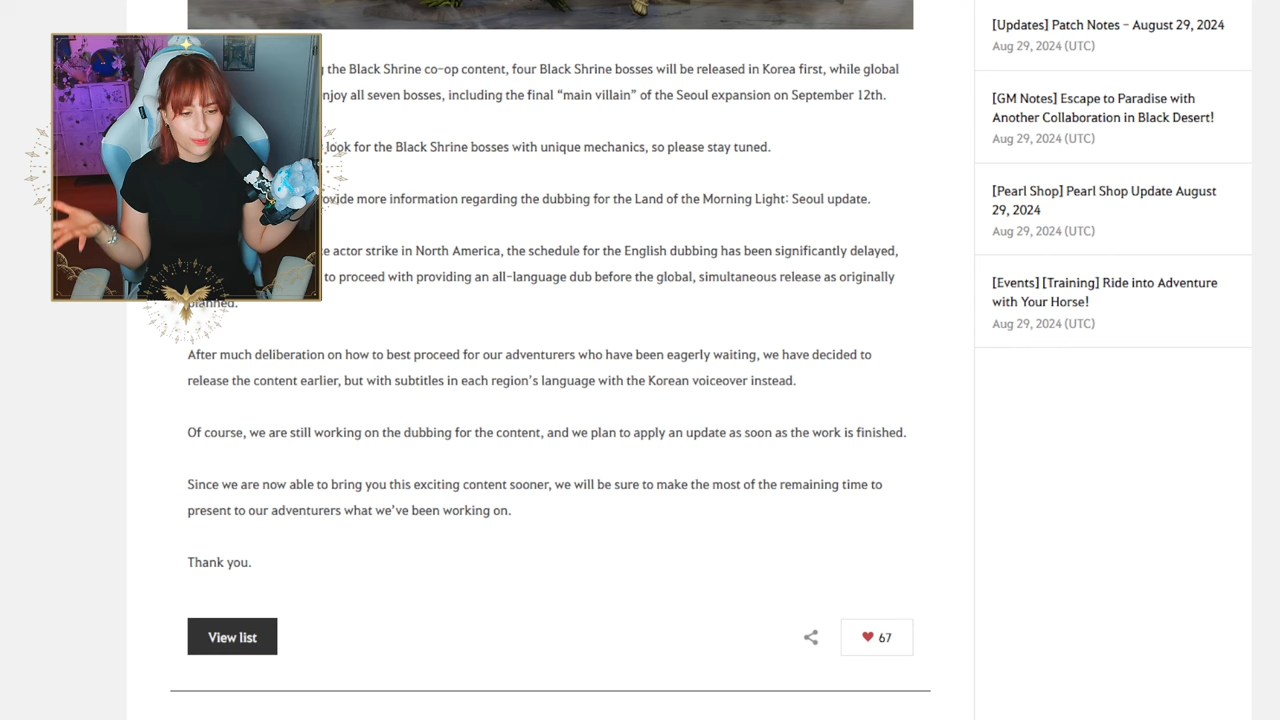 the Black Shrine co-op content, four Black Shrine bosses will be released in Korea first, while global
enjoy all seven bosses, including the final “main villain” of the Seoul expansion on September 12th.
look for the Black Shrine bosses with unique mechanics, so please stay tuned.
provide more information regarding the dubbing for the Land of the Morning Light: Seoul update.
actor strike in North America, the schedule for the English dubbing has been significantly delayed,
to proceed with providing an all-language dub before the global, simultaneous release as originally
planned.
After much deliberation on how to best proceed for our adventurers who have been eagerly waiting, we have decided to
release the content earlier, but with subtitles in each region’s language with the Korean voiceover instead.
Of course, we are still working on the dubbing for the content, and we plan to apply an update as soon as the work is finished.
Since we are now able to bring you this exciting content sooner, we will be sure to make the most of the remaining time to
present to our adventurers what we’ve been working on.
Thank you.
View list
67
[Updates] Patch Notes – August 29, 2024
Aug 29, 2024 (UTC)
[GM Notes] Escape to Paradise with
Another Collaboration in Black Desert!
Aug 29, 2024 (UTC)
[Pearl Shop] Pearl Shop Update August
29, 2024
Aug 29, 2024 (UTC)
[Events] [Training] Ride into Adventure
with Your Horse!
Aug 29, 2024 (UTC)